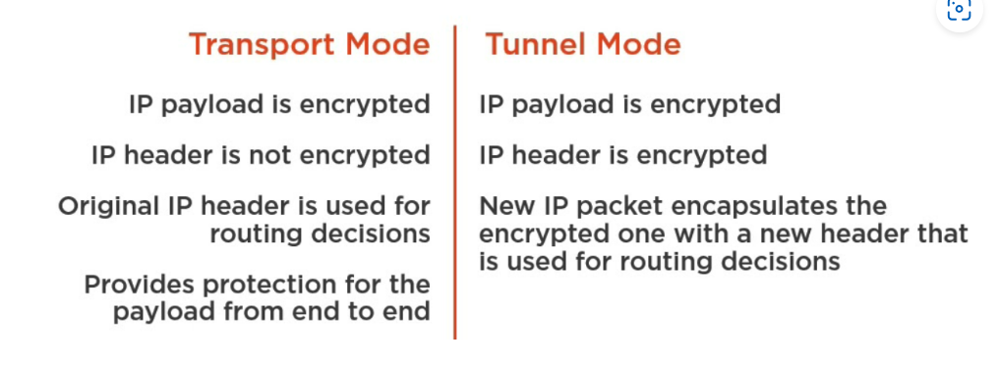 Transport Mode
IP payload is encrypted
IP header is not encrypted
Original IP header is used for
routing decisions
Provides protection for the
payload from end to end
Tunnel Mode
IP payload is encrypted
IP header is encrypted
New IP packet encapsulates the
encrypted one with a new header that
is used for routing decisions